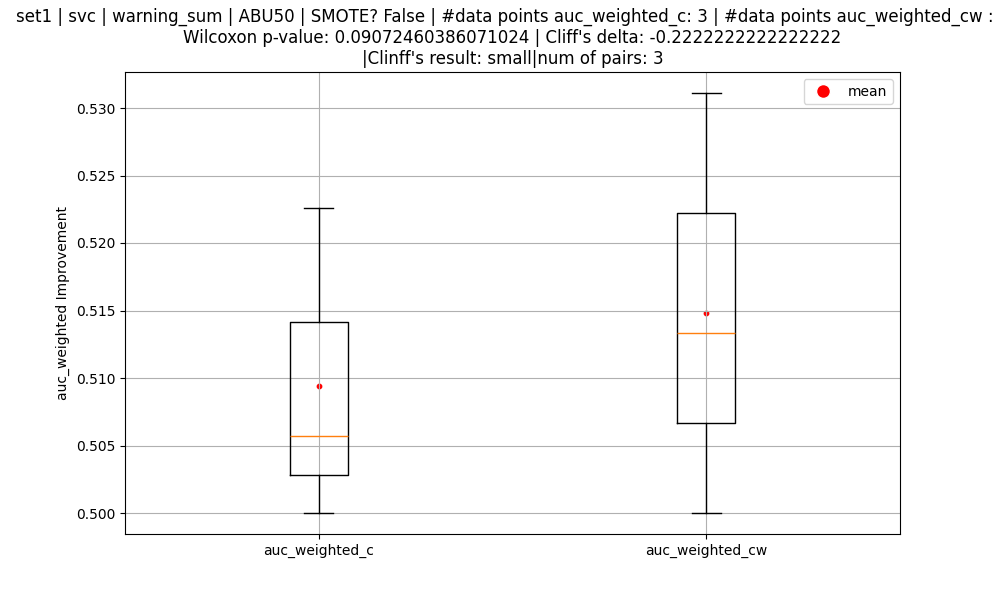 set1 | svc | warning_sum | ABU50 | SMOTE? False | #data points auc_weighted_c: 3 | #data points auc_weighted_cw :
Wilcoxon p-value: 0.09072460386071024 | Cliff's delta: -0.2222222222222222
|Clinff's result: small|num of pairs: 3
mean
0.530
0.525
0.520
0.515
0.510
0.505
0.500
auc_weighted Improvement
auc_weighted_c
auc_weighted_cw